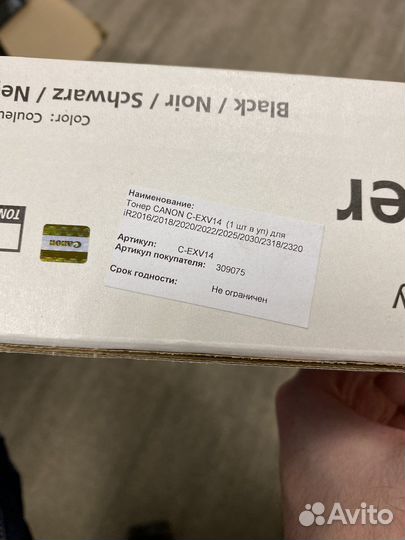 Color: Couleu
Black / Noir / Schwarz / Ne
er
TON
Canon
Наименование:
Тонер CANON C-EXV14 (1 шт в уп) для
iR2016/2018/2020/2022/2025/2030/2318/2320
Артикул: C-EXV14
Артикул покупателя: 309075
Срок годности: Не ограничен
y
Avito